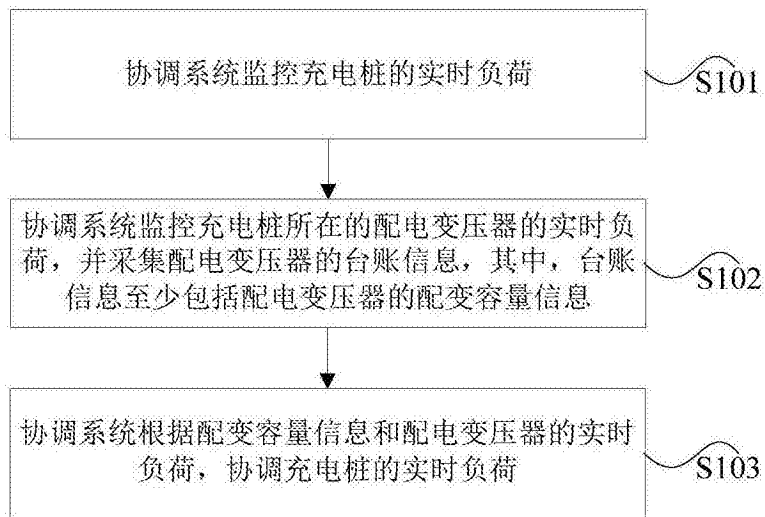 协调系统监控充电桩的实时负荷
S101
协调系统监控充电桩所在的配电变压器的实时负
荷，并采集配电变压器的台账信息，其中，台账
信息至少包括配电变压器的配变容量信息
S102
协调系统根据配变容量信息和配电变压器的实时
负荷，协调充电桩的实时负荷
S103